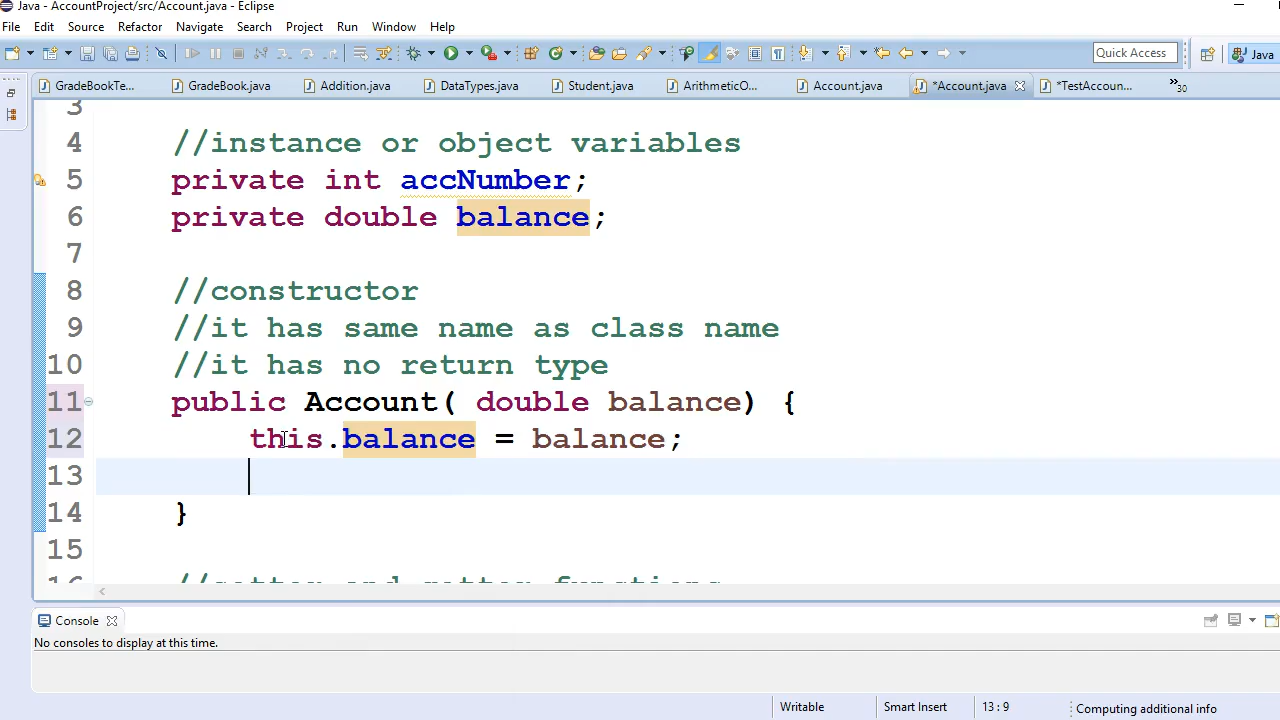 Java - AccountProject/src/Account.java - Eclipse
File Edit Source Refactor Navigate Search Project Run Window Help
Quick Access Java
GradeBookTe... GradeBook.java Addition.java DataTypes.java Student.java ArithmeticO... Account.java *Account.java *TestAccoun... 30
3
4 //instance or object variables
5 private int accNumber;
6 private double balance;
7
8 //constructor
9 //it has same name as class name
10 //it has no return type
11 public Account( double balance) {
12 this.balance = balance;
13
14 }
15
Console
No consoles to display at this time.
Writable Smart Insert 13 : 9 Computing additional info